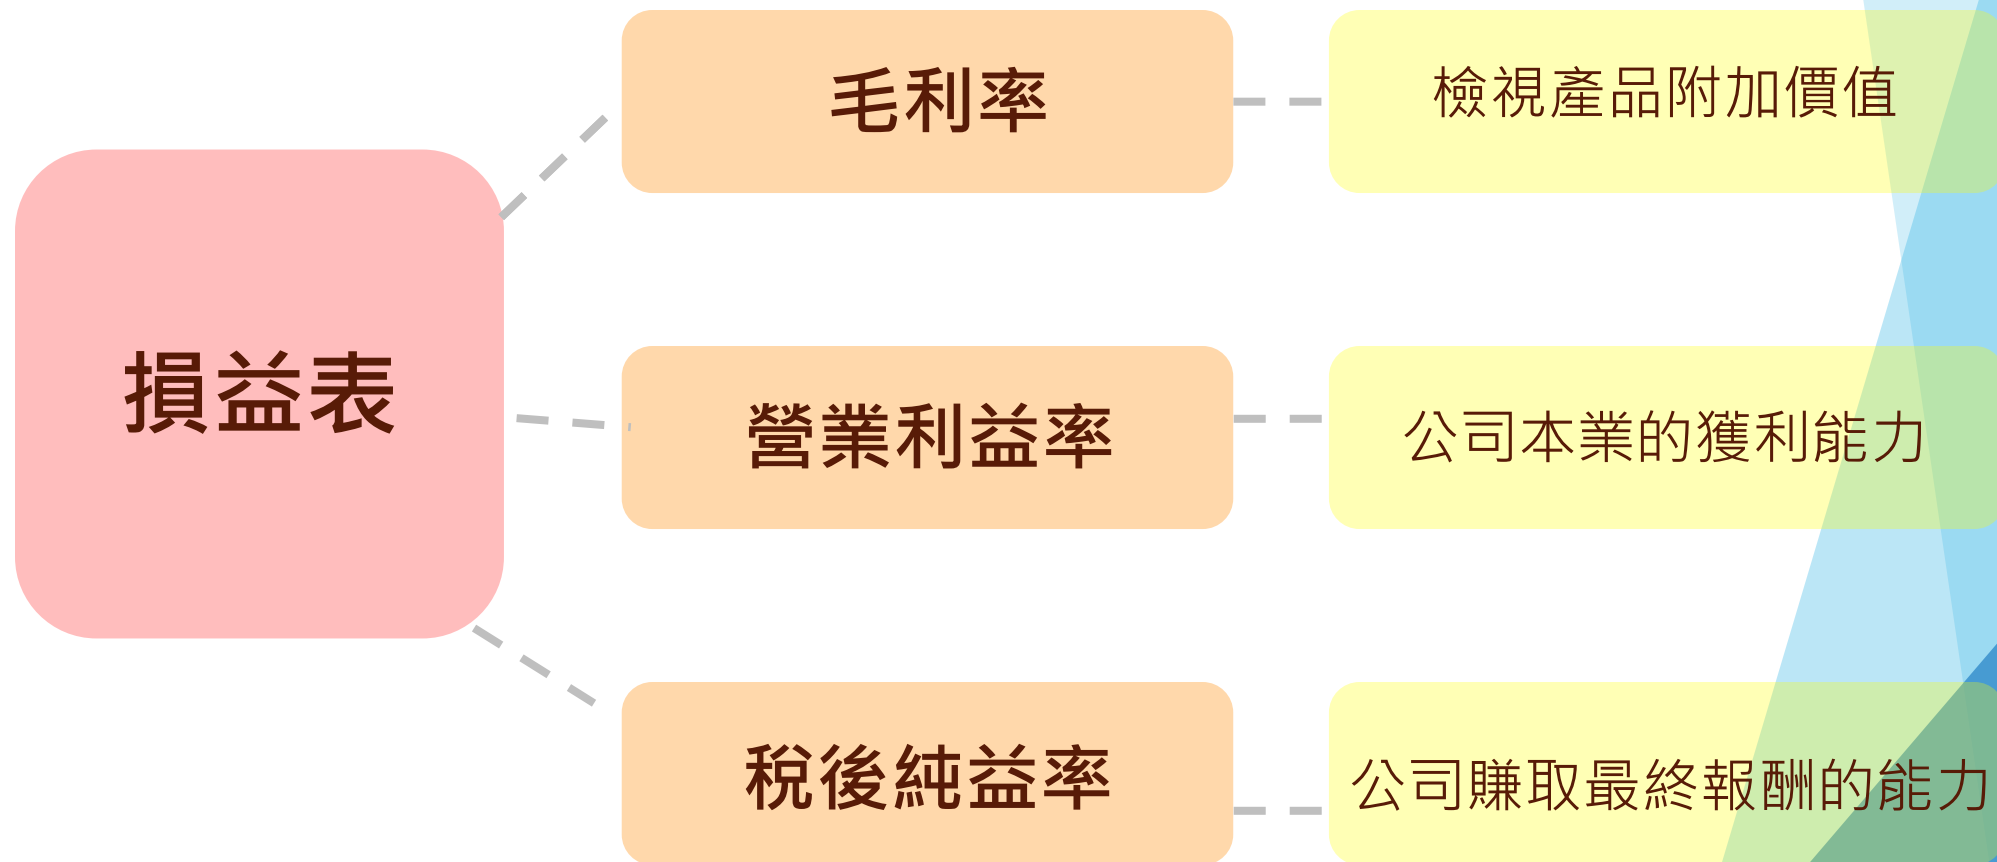 損益表
毛利率
檢視產品附加價值
營業利益率
公司本業的獲利能力
稅後純益率
公司賺取最終報酬的能力